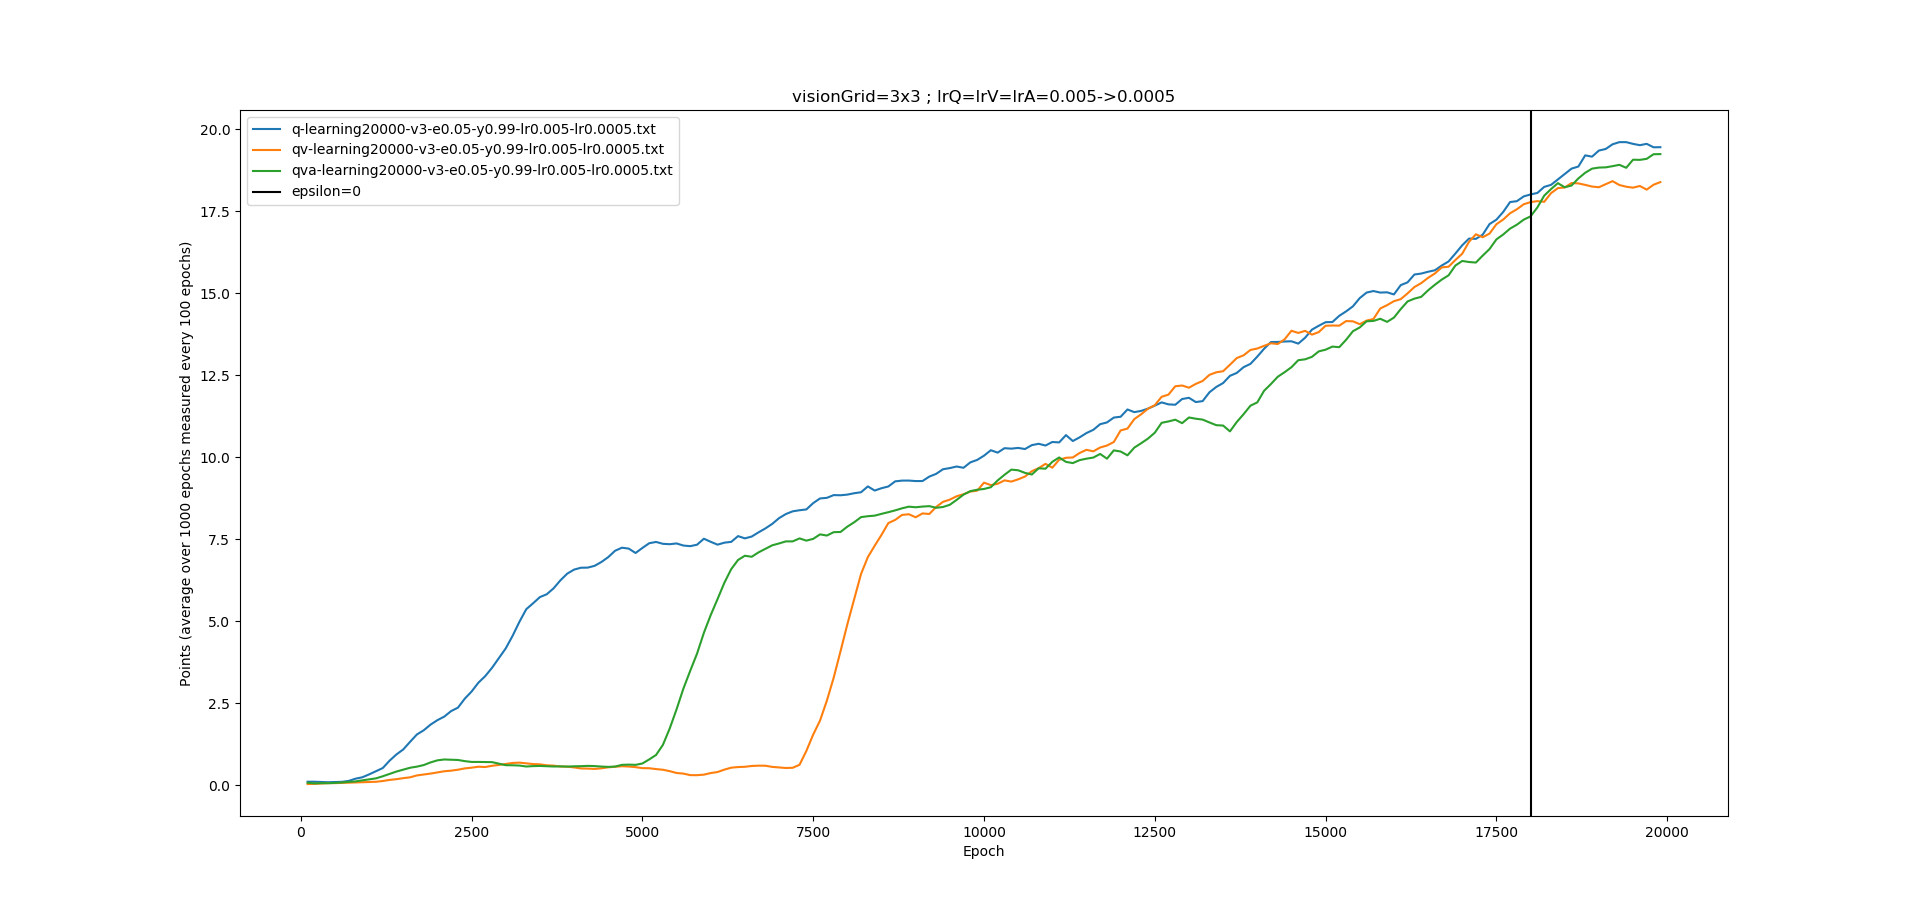 visionGrid=3x3 ; lrQ=lrV=lrA=0.005->0.0005
q-learning20000-v3-e0.05-y0.99-lr0.005-lr0.0005.txt
qv-learning20000-v3-e0.05-y0.99-lr0.005-lr0.0005.txt
qva-learning20000-v3-e0.05-y0.99-lr0.005-lr0.0005.txt
epsilon=0
Points (average over 1000 epochs measured every 100 epochs)
20.0
17.5
15.0
12.5
10.0
7.5
5.0
2.5
0.0
0 2500 5000 7500 10000 12500 15000 17500 20000
Epoch